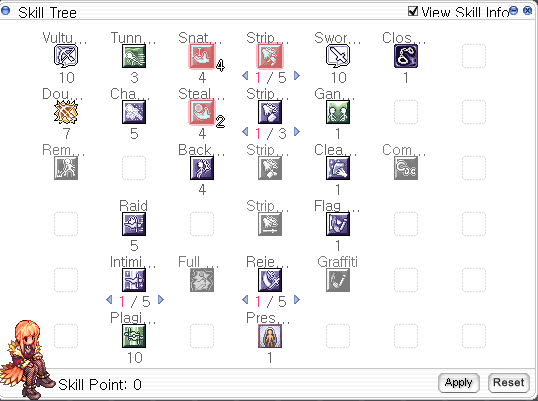 Skill Tree View Skill Info
Vultu... Tunn... Snat... Strip... Swor... Clos...
10 3 4 4 1 / 5 10 1
Dou... Cha... Steal... Strip... Gan...
7 5 4 2 1 / 3 1
Rem... Back... Strip... Clea... Com...
4 1
Raid Strip... Flag ...
5 1
Intimi... Full ... Reje... Graffiti
1 / 5 1 / 5
Plagi... Pres...
10 1
Skill Point: 0 Apply Reset